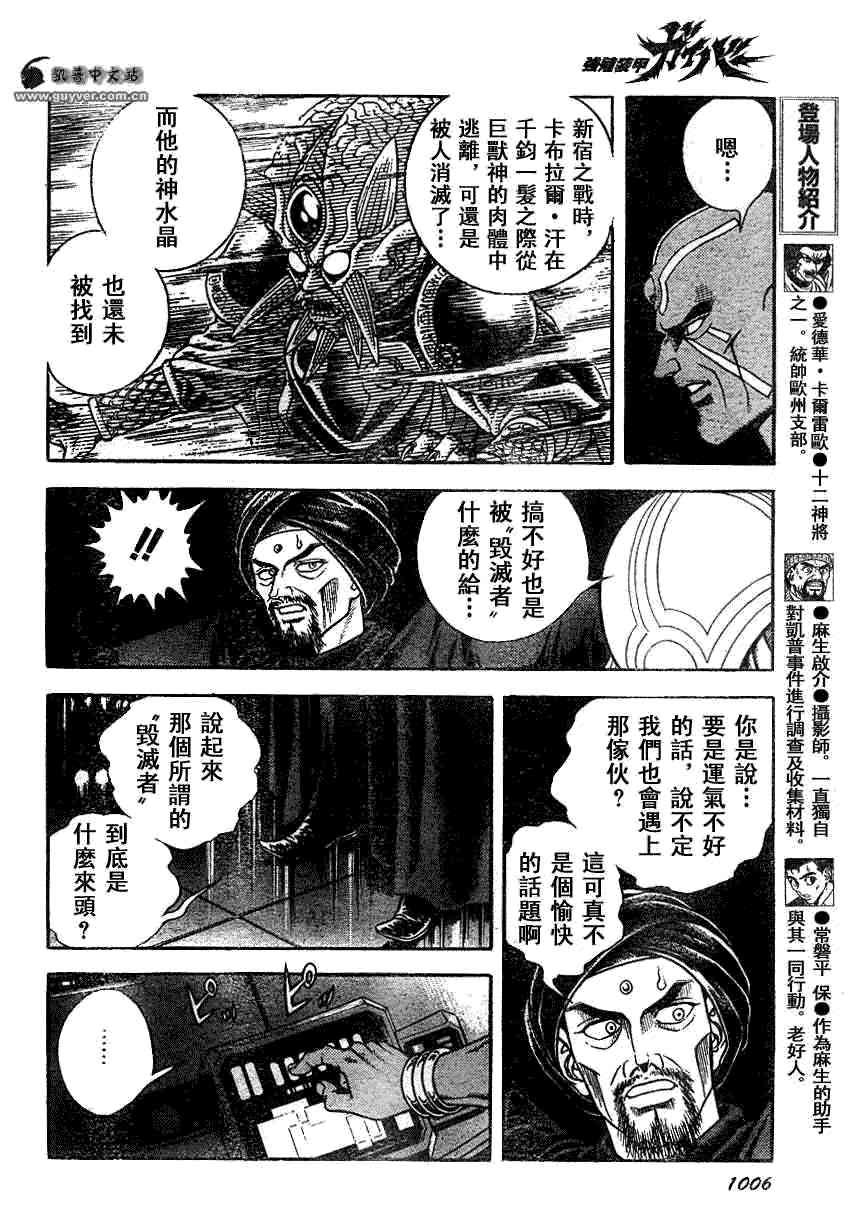 凱哥中文站
www.guyver.com.cn
強殖装甲
ガイバー
登場人物紹介
●愛德華・卡爾雷歐●十二神將
之一。統帥歐州支部。
●麻生啟介●攝影師。一直獨自
對凱普事件進行調查及收集材料。
●常磐平 保●作為麻生的助手
與其一同行動。老好人。
嗯…
新宿之戰時，
卡布拉爾・汗在
千鈞一髮之際從
巨獸神的肉體中
逃離，可還是
被人消滅了…
而他的神水晶
也還未
被找到
搞不好也是
被〝毀滅者〞
什麼的給…
!!
你是說…
要是運氣不好
的話，說不定
我們也會遇上
那傢伙？
這可真不
是個愉快
的話題啊
說起來
那個所謂的
〝毀滅者〞
到底是
什麼來頭？
ピ
ピ
……
1006